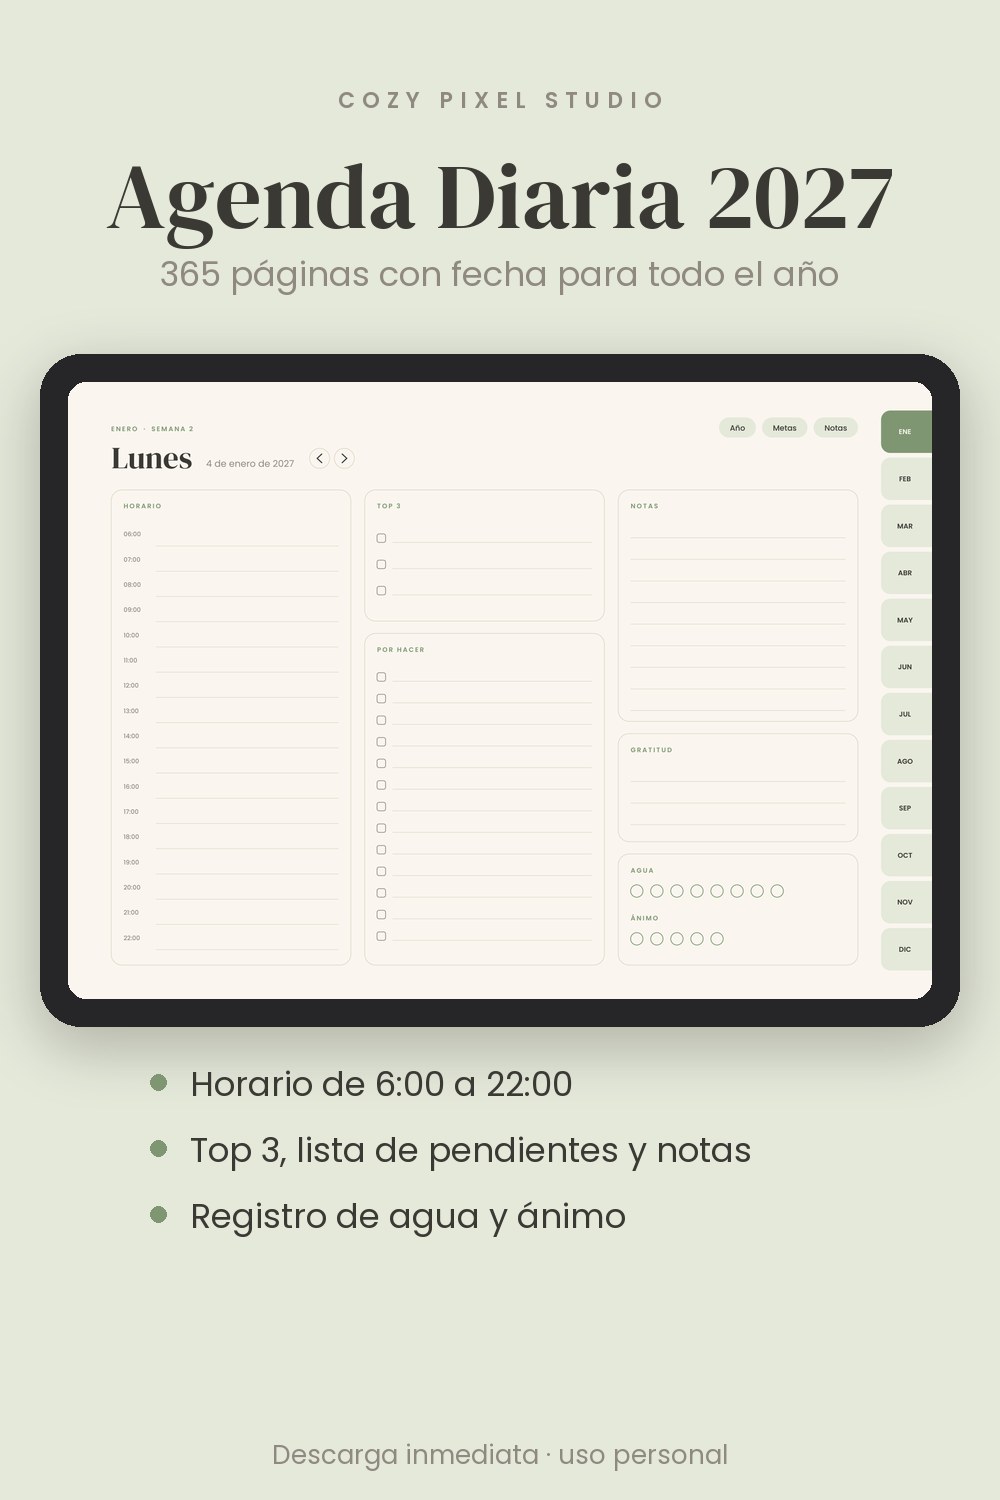 COZY PIXEL STUDIO
Agenda Diaria 2027
365 páginas con fecha para todo el año
ENERO · SEMANA 2
Lunes 4 de enero de 2027
Año Metas Notas
HORARIO
06:00
07:00
08:00
09:00
10:00
11:00
12:00
13:00
14:00
15:00
16:00
17:00
18:00
19:00
20:00
21:00
22:00
TOP 3
POR HACER
NOTAS
GRATITUD
AGUA
ÁNIMO
ENE
FEB
MAR
ABR
MAY
JUN
JUL
AGO
SEP
OCT
NOV
DIC
Horario de 6:00 a 22:00
Top 3, lista de pendientes y notas
Registro de agua y ánimo
Descarga inmediata · uso personal